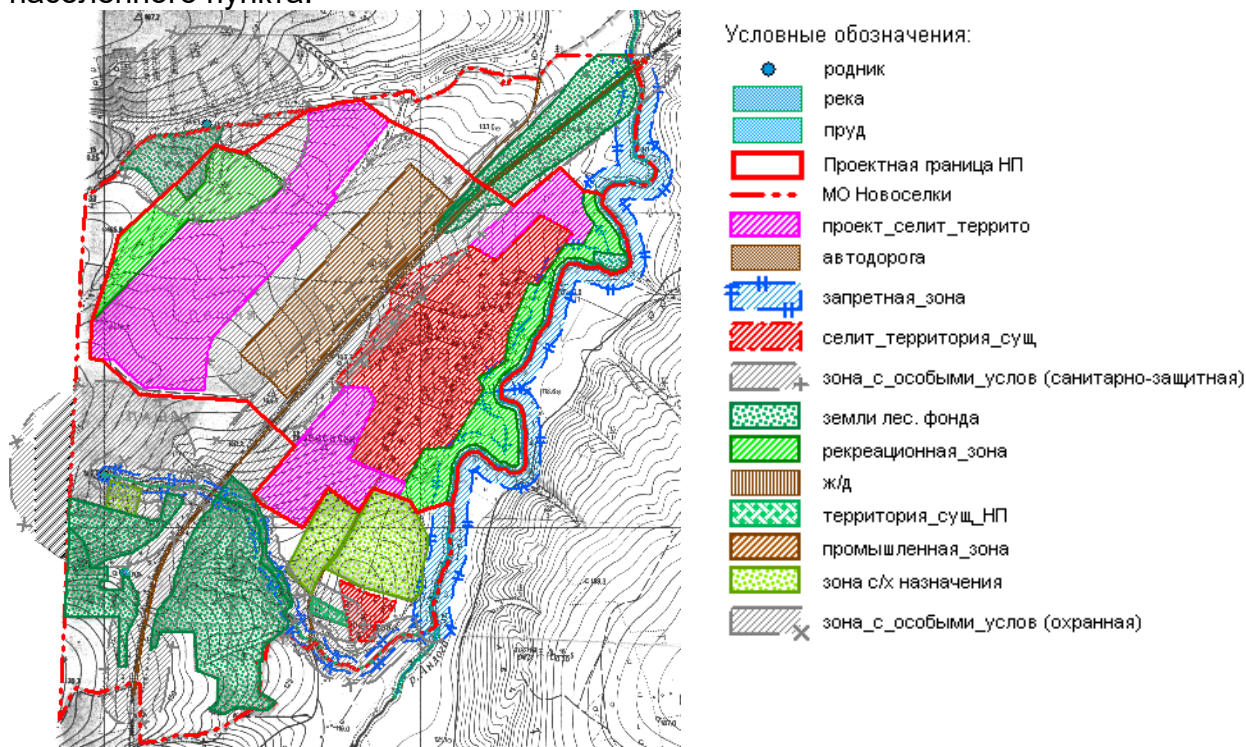 населенного пункта.
Условные обозначения:
родник
река
пруд
Проектная граница НП
МО Новоселки
проект_селит_террито
автодорога
запретная_зона
селит_территория_сущ
зона_с_особыми_услов (санитарно-защитная)
земли лес. фонда
рекреационная_зона
ж/д
территория_сущ_НП
промышленная_зона
зона с/х назначения
зона_с_особыми_услов (охранная)